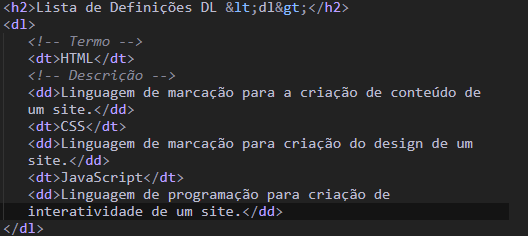 <h2>Lista de Definições DL &lt;dl&gt;</h2>
<dl>
<!-- Termo -->
<dt>HTML</dt>
<!-- Descrição -->
<dd>Linguagem de marcação para a criação de conteúdo de
um site.</dd>
<dt>CSS</dt>
<dd>Linguagem de marcação para criação do design de um
site.</dd>
<dt>JavaScript</dt>
<dd>Linguagem de programação para criação de
interatividade de um site.</dd>
</dl>